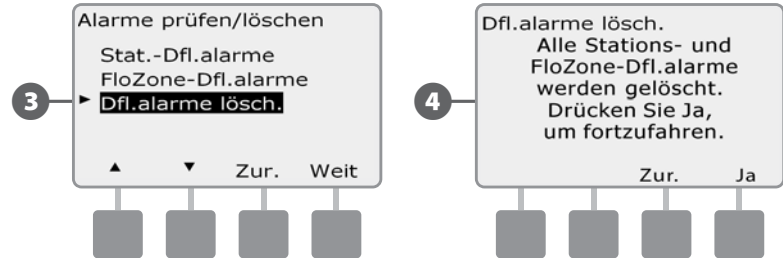 Alarme prüfen/löschen
Stat.-Dfl.alarme
FloZone-Dfl.alarme
3
► Dfl.alarme lösch.
▲ ▼ Zur. Weit
Dfl.alarme lösch.
Alle Stations- und
FloZone-Dfl.alarme
4
werden gelöscht.
Drücken Sie Ja,
um fortzufahren.
Zur. Ja